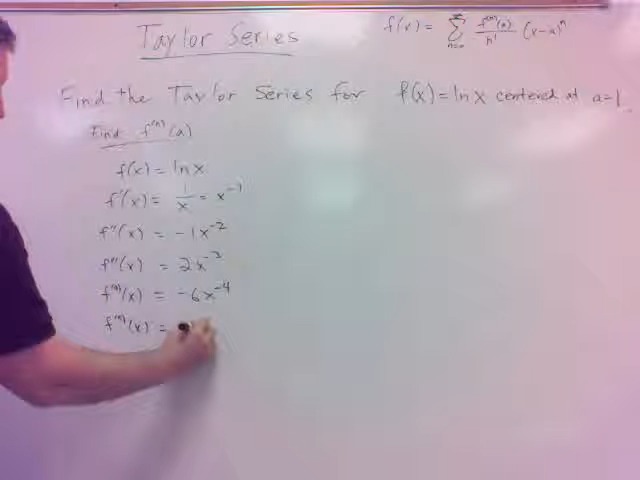 Taylor Series
f(x) = ∞ Σ n=0 f⁽ⁿ⁾(a) / n! (x-a)ⁿ
Find the Taylor Series for f(x) = ln x centered at a=1
Find f⁽ⁿ⁾(a)
f(x) = ln x
f'(x) = 1/x = x⁻¹
f''(x) = -1x⁻²
f'''(x) = 2x⁻³
f⁽⁴⁾(x) = -6x⁻⁴
f⁽ⁿ⁾(x) =